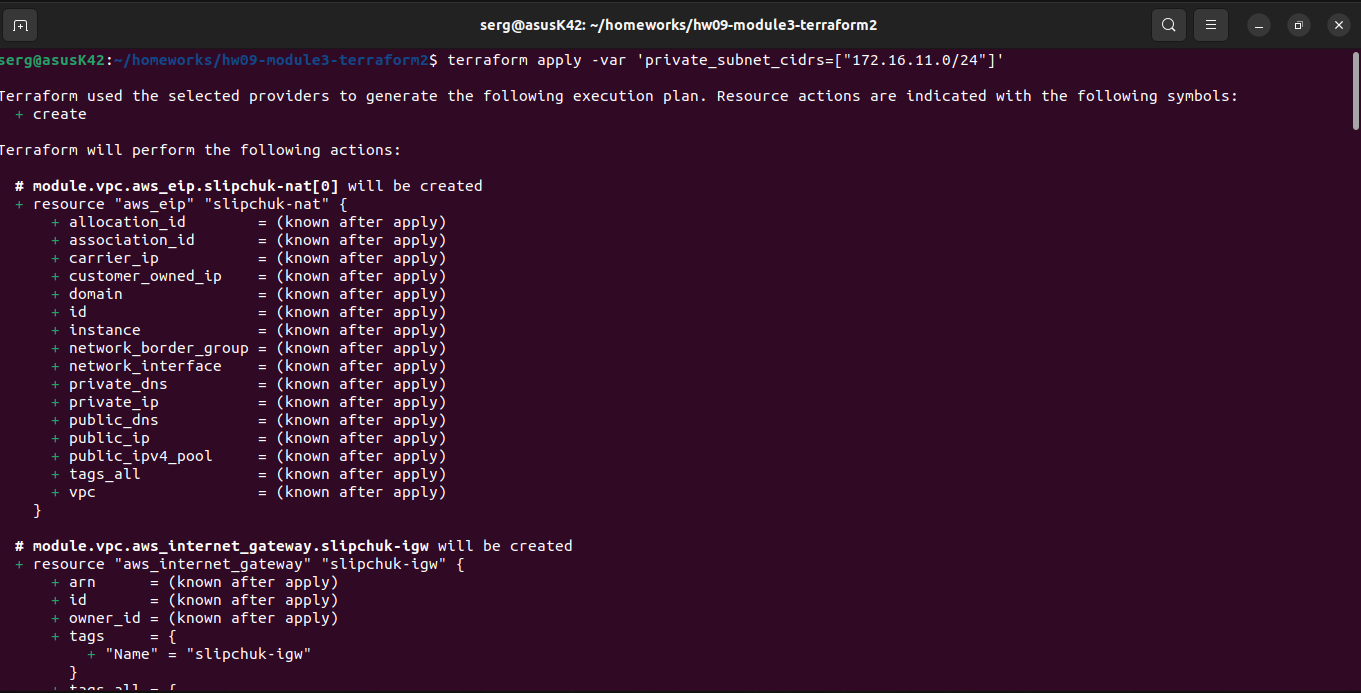 serg@asusK42: ~/homeworks/hw09-module3-terraform2
serg@asusK42:~/homeworks/hw09-module3-terraform2$ terraform apply -var 'private_subnet_cidrs=["172.16.11.0/24"]'
Terraform used the selected providers to generate the following execution plan. Resource actions are indicated with the following symbols:
  + create
Terraform will perform the following actions:
  # module.vpc.aws_eip.slipchuk-nat[0] will be created
  + resource "aws_eip" "slipchuk-nat" {
      + allocation_id        = (known after apply)
      + association_id       = (known after apply)
      + carrier_ip           = (known after apply)
      + customer_owned_ip    = (known after apply)
      + domain               = (known after apply)
      + id                   = (known after apply)
      + instance             = (known after apply)
      + network_border_group = (known after apply)
      + network_interface    = (known after apply)
      + private_dns          = (known after apply)
      + private_ip           = (known after apply)
      + public_dns           = (known after apply)
      + public_ip            = (known after apply)
      + public_ipv4_pool     = (known after apply)
      + tags_all             = (known after apply)
      + vpc                  = (known after apply)
    }
  # module.vpc.aws_internet_gateway.slipchuk-igw will be created
  + resource "aws_internet_gateway" "slipchuk-igw" {
      + arn      = (known after apply)
      + id       = (known after apply)
      + owner_id = (known after apply)
      + tags     = {
          + "Name" = "slipchuk-igw"
        }
      + tags_all = {